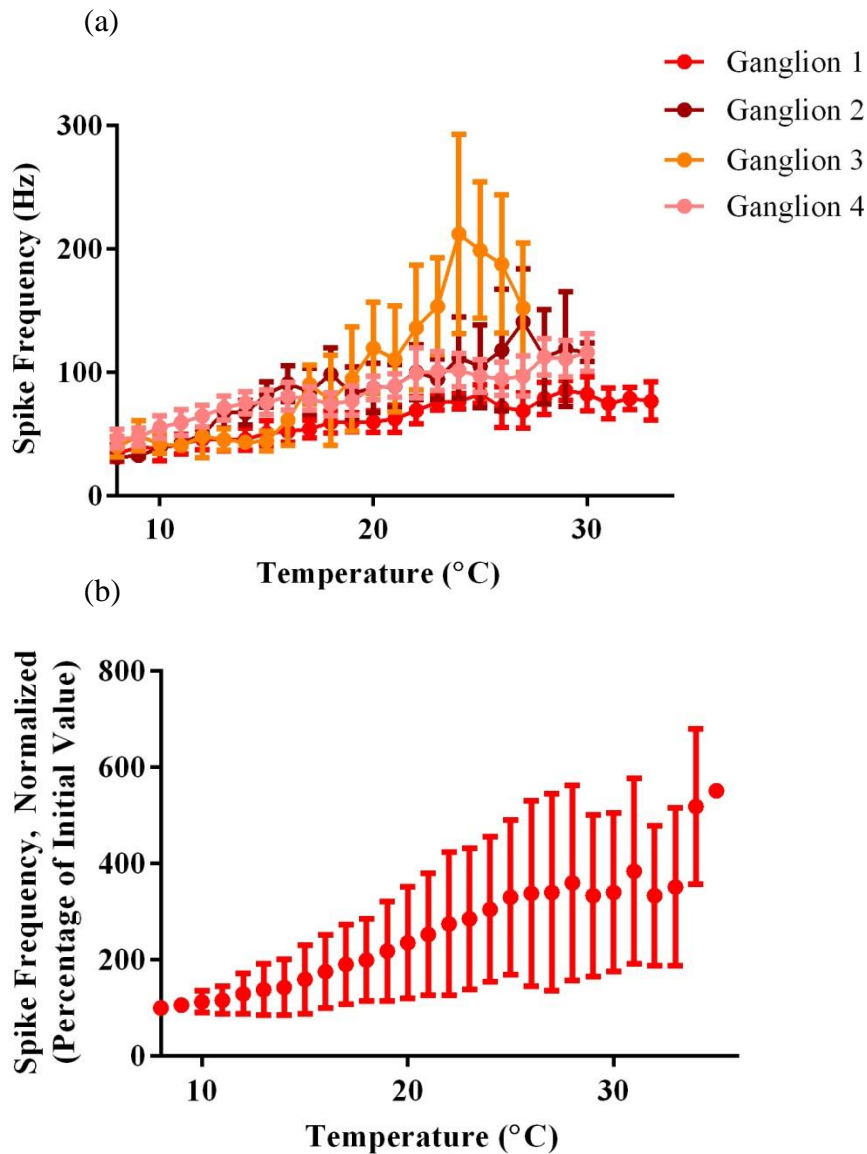 (a)
Ganglion 1
Ganglion 2
Ganglion 3
Ganglion 4
Spike Frequency (Hz)
300
200
100
0
10
20
30
Temperature (°C)
(b)
Spike Frequency, Normalized
(Percentage of Initial Value)
800
600
400
200
0
10
20
30
Temperature (°C)